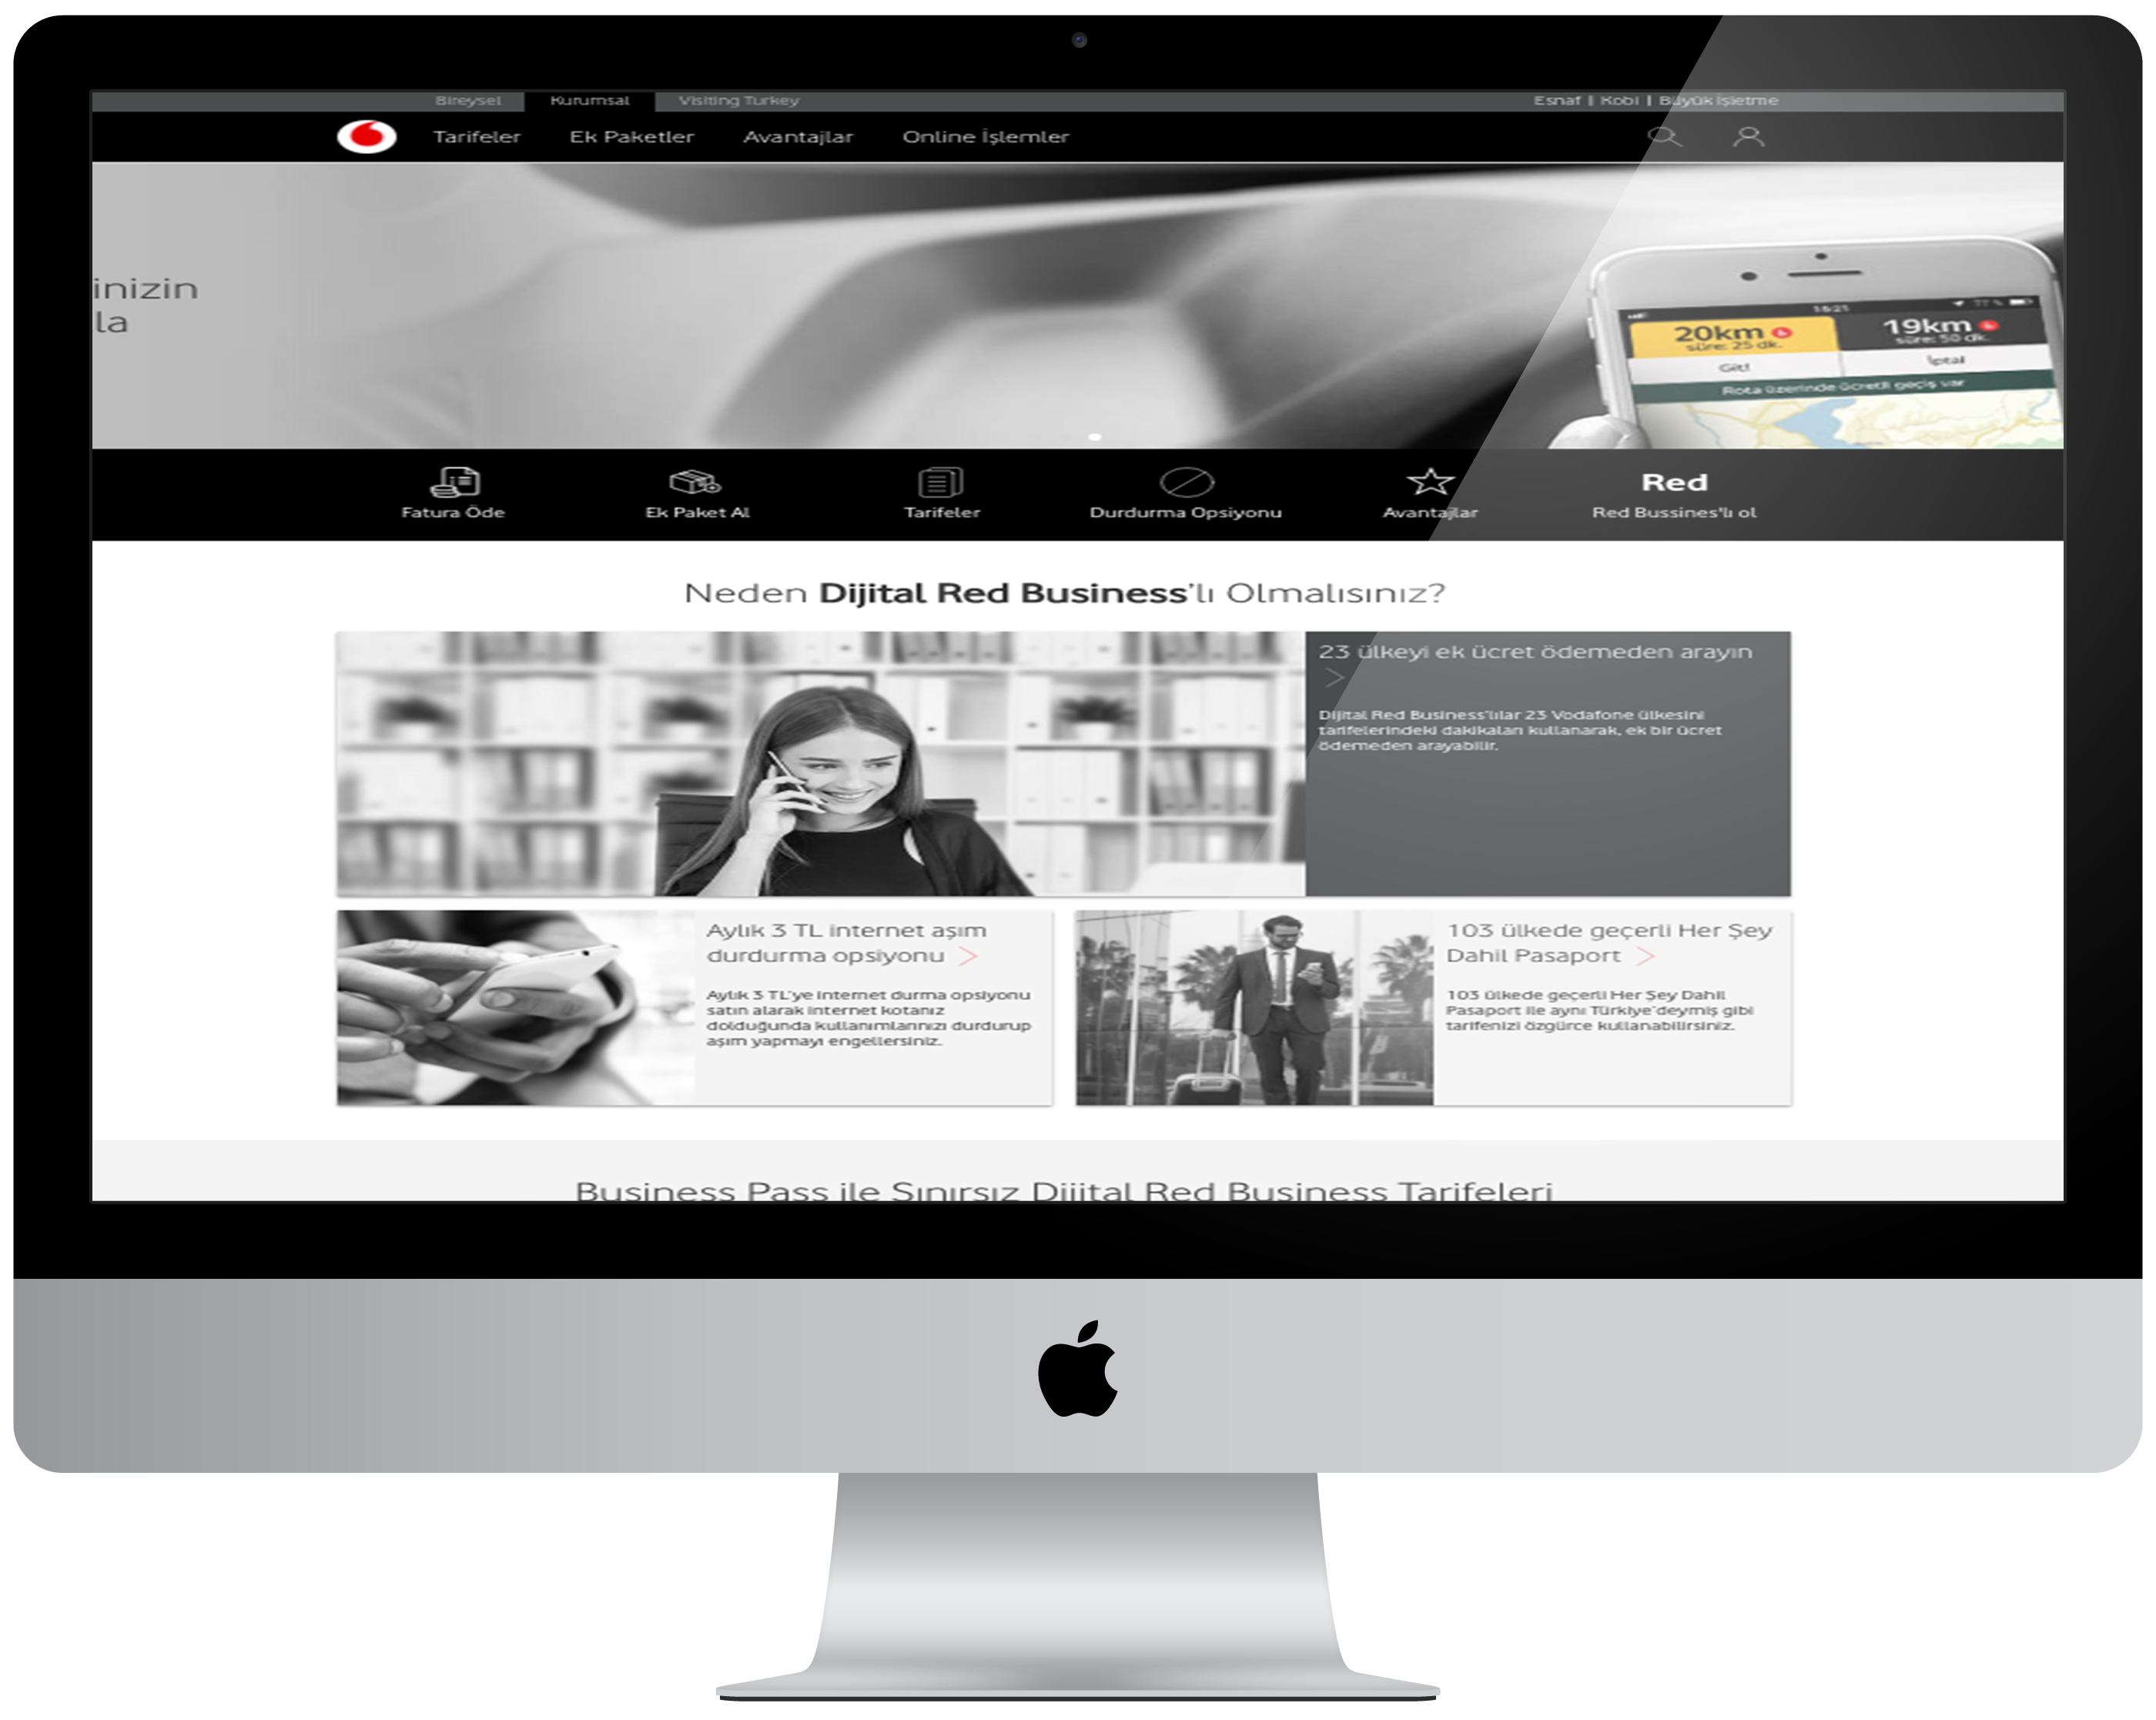 Bireysel Kurumsal Visiting Turkey Esnaf | Kobi | Büyük İşletme
Tarifeler Ek Paketler Avantajlar Online İşlemler
inizin
la
15:21 77 %
20km 19km
süre: 25 dk. süre: 50 dk.
Git! İptal
Rota üzerinde ücretli geçiş var
Red
Fatura Öde Ek Paket Al Tarifeler Durdurma Opsiyonu Avantajlar Red Bussines'lı ol
Neden Dijital Red Business'lı Olmalısınız?
23 ülkeyi ek ücret ödemeden arayın
>
Dijital Red Business'lılar 23 Vodafone ülkesini
tarifelerindeki dakikaları kullanarak, ek bir ücret
ödemeden arayabilir.
Aylık 3 TL internet aşım
durdurma opsiyonu >
Aylık 3 TL'ye internet durma opsiyonu
satın alarak internet kotanız
dolduğunda kullanımlarınızı durdurup
aşım yapmayı engellersiniz.
103 ülkede geçerli Her Şey
Dahil Pasaport >
103 ülkede geçerli Her Şey Dahil
Pasaport ile aynı Türkiye'deymiş gibi
tarifenizi özgürce kullanabilirsiniz.
Business Pass ile Sınırsız Dijital Red Business Tarifeleri